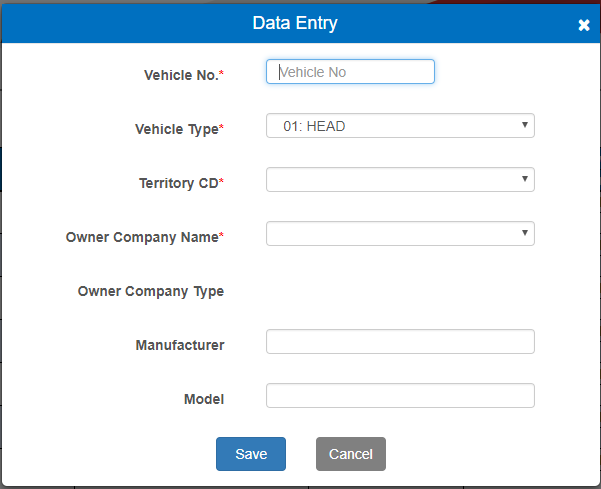 Data Entry
Vehicle No.* Vehicle No
Vehicle Type* 01: HEAD
Territory CD*
Owner Company Name*
Owner Company Type
Manufacturer
Model
Save Cancel